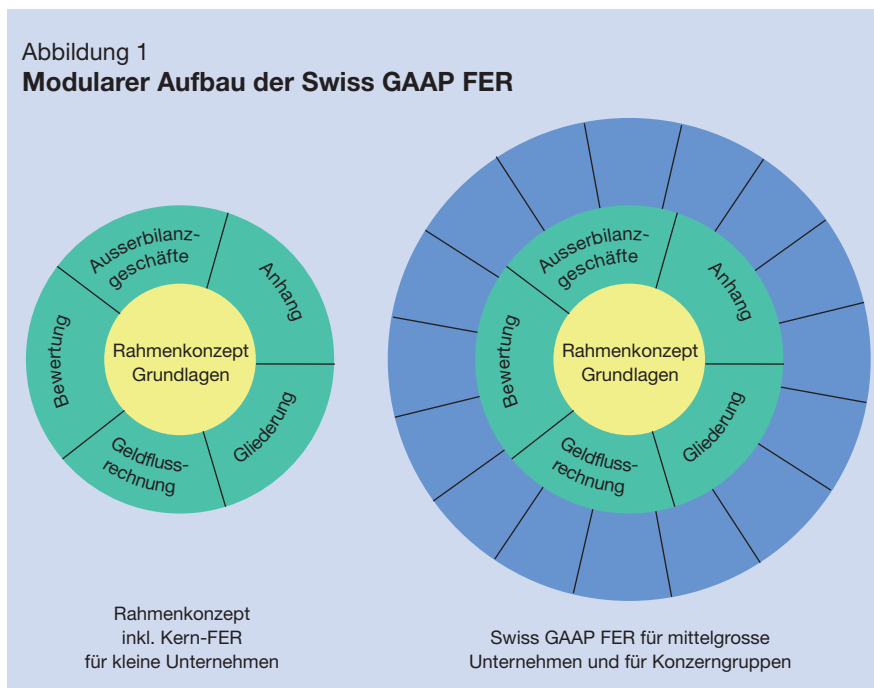 Abbildung 1
Modularer Aufbau der Swiss GAAP FER
Ausserbilanz-
geschäfte
Anhang
Bewertung
Rahmenkonzept
Grundlagen
Gliederung
Geldfluss-
rechnung
Rahmenkonzept
inkl. Kern-FER
für kleine Unternehmen
Ausserbilanz-
geschäfte
Anhang
Bewertung
Rahmenkonzept
Grundlagen
Gliederung
Geldfluss-
rechnung
Swiss GAAP FER für mittelgrosse
Unternehmen und für Konzerngruppen